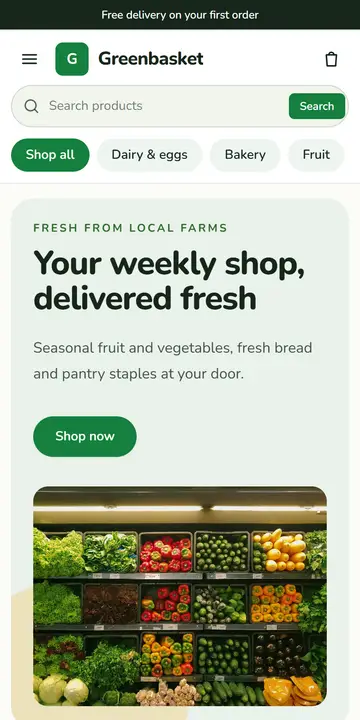 Free delivery on your first order
G Greenbasket
Search products Search
Shop all Dairy & eggs Bakery Fruit
FRESH FROM LOCAL FARMS
Your weekly shop,
delivered fresh
Seasonal fruit and vegetables, fresh bread
and pantry staples at your door.
Shop now